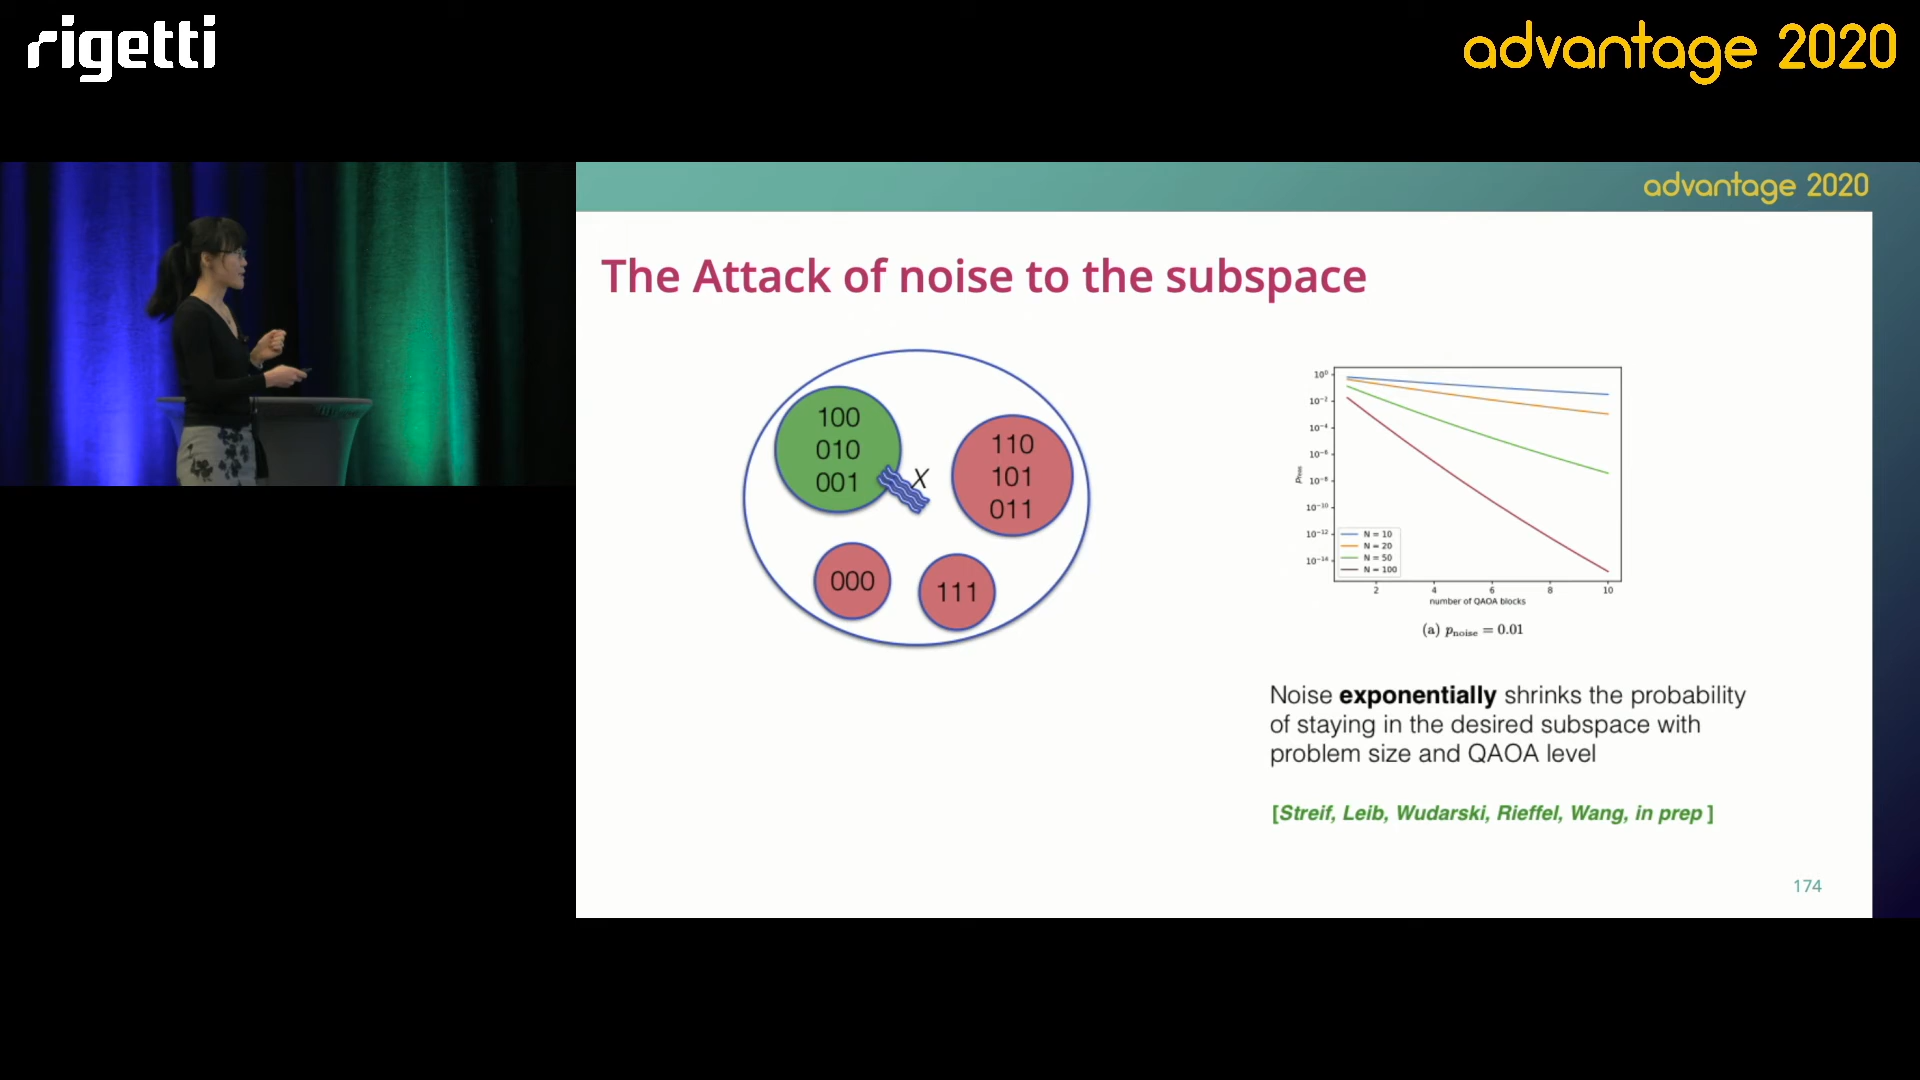 rigetti
advantage 2020
advantage 2020
The Attack of noise to the subspace
100
010
001
X
110
101
011
000
111
10⁰
10⁻²
10⁻⁴
10⁻⁶
10⁻⁸
10⁻¹⁰
10⁻¹²
10⁻¹⁴
N = 10
N = 20
N = 50
N = 100
2 4 6 8 10
number of QAOA blocks
(a) pnoise = 0.01
Noise exponentially shrinks the probability
of staying in the desired subspace with
problem size and QAOA level
[Streif, Leib, Wudarski, Rieffel, Wang, in prep ]
174